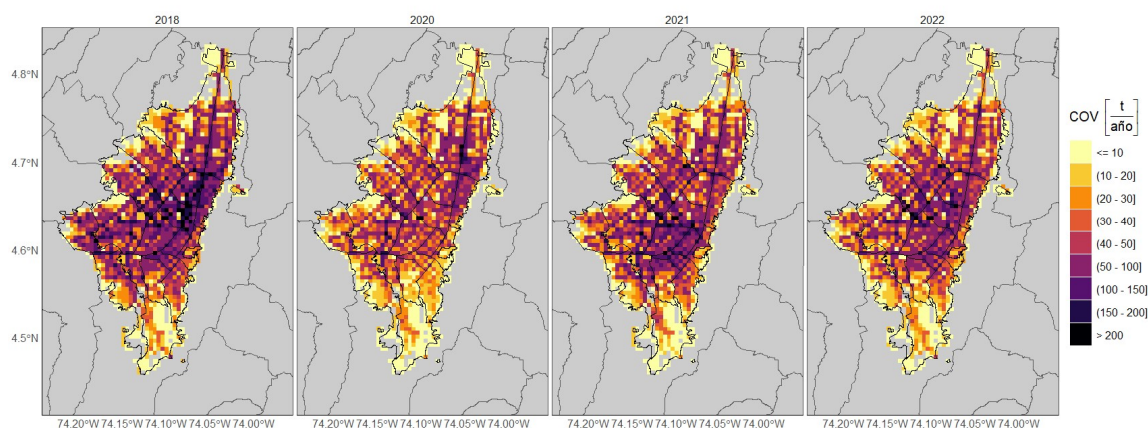 2018 2020 2021 2022
4.8°N
4.7°N
4.6°N
4.5°N
74.20°W 74.15°W 74.10°W 74.05°W 74.00°W 74.20°W 74.15°W 74.10°W 74.05°W 74.00°W 74.20°W 74.15°W 74.10°W 74.05°W 74.00°W 74.20°W 74.15°W 74.10°W 74.05°W 74.00°W
COV [t/año]
<= 10
(10 - 20]
(20 - 30]
(30 - 40]
(40 - 50]
(50 - 100]
(100 - 150]
(150 - 200]
> 200